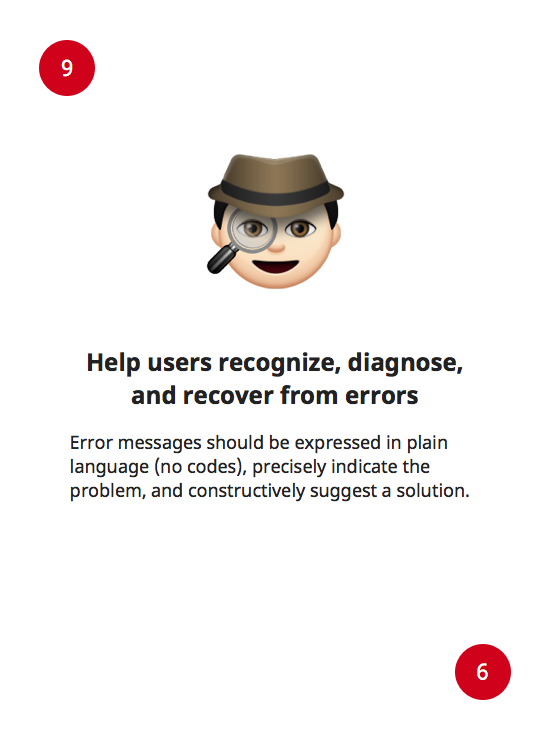 9
Help users recognize, diagnose,
and recover from errors
Error messages should be expressed in plain
language (no codes), precisely indicate the
problem, and constructively suggest a solution.
6